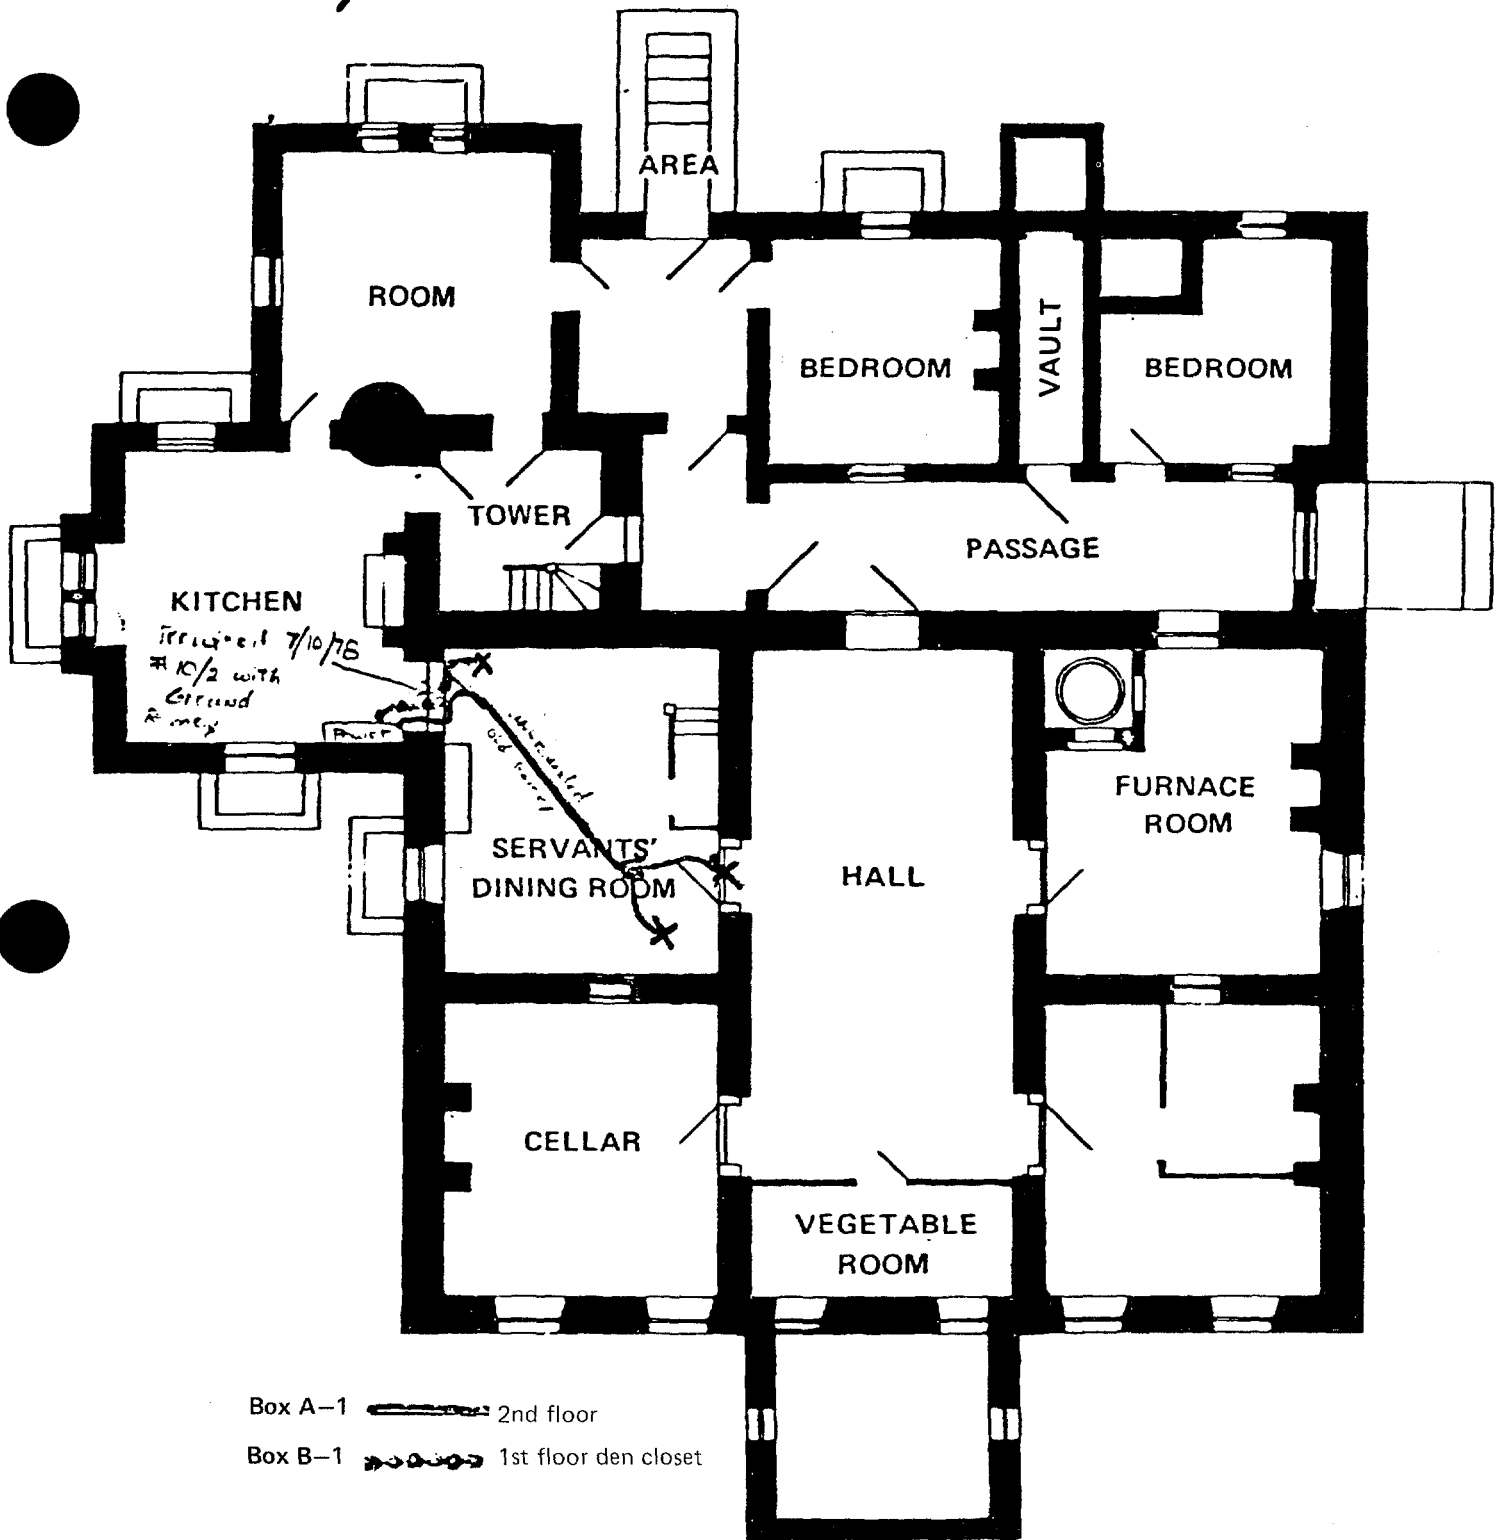 AREA
ROOM
BEDROOM
VAULT
BEDROOM
TOWER
PASSAGE
KITCHEN
7/10/78
# 10/2 with
Ground
SERVANTS'
DINING ROOM
HALL
FURNACE
ROOM
CELLAR
VEGETABLE
ROOM
Box A–1 2nd floor
Box B–1 1st floor den closet